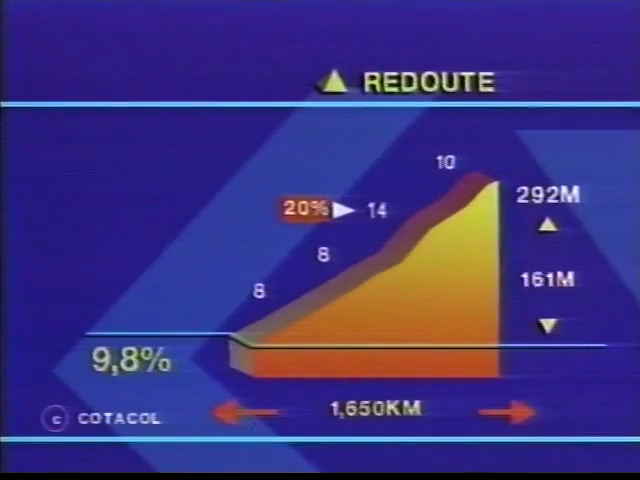 REDOUTE
10
292M
20% 14
8
161M
8
9,8%
1,650KM
c COTACOL